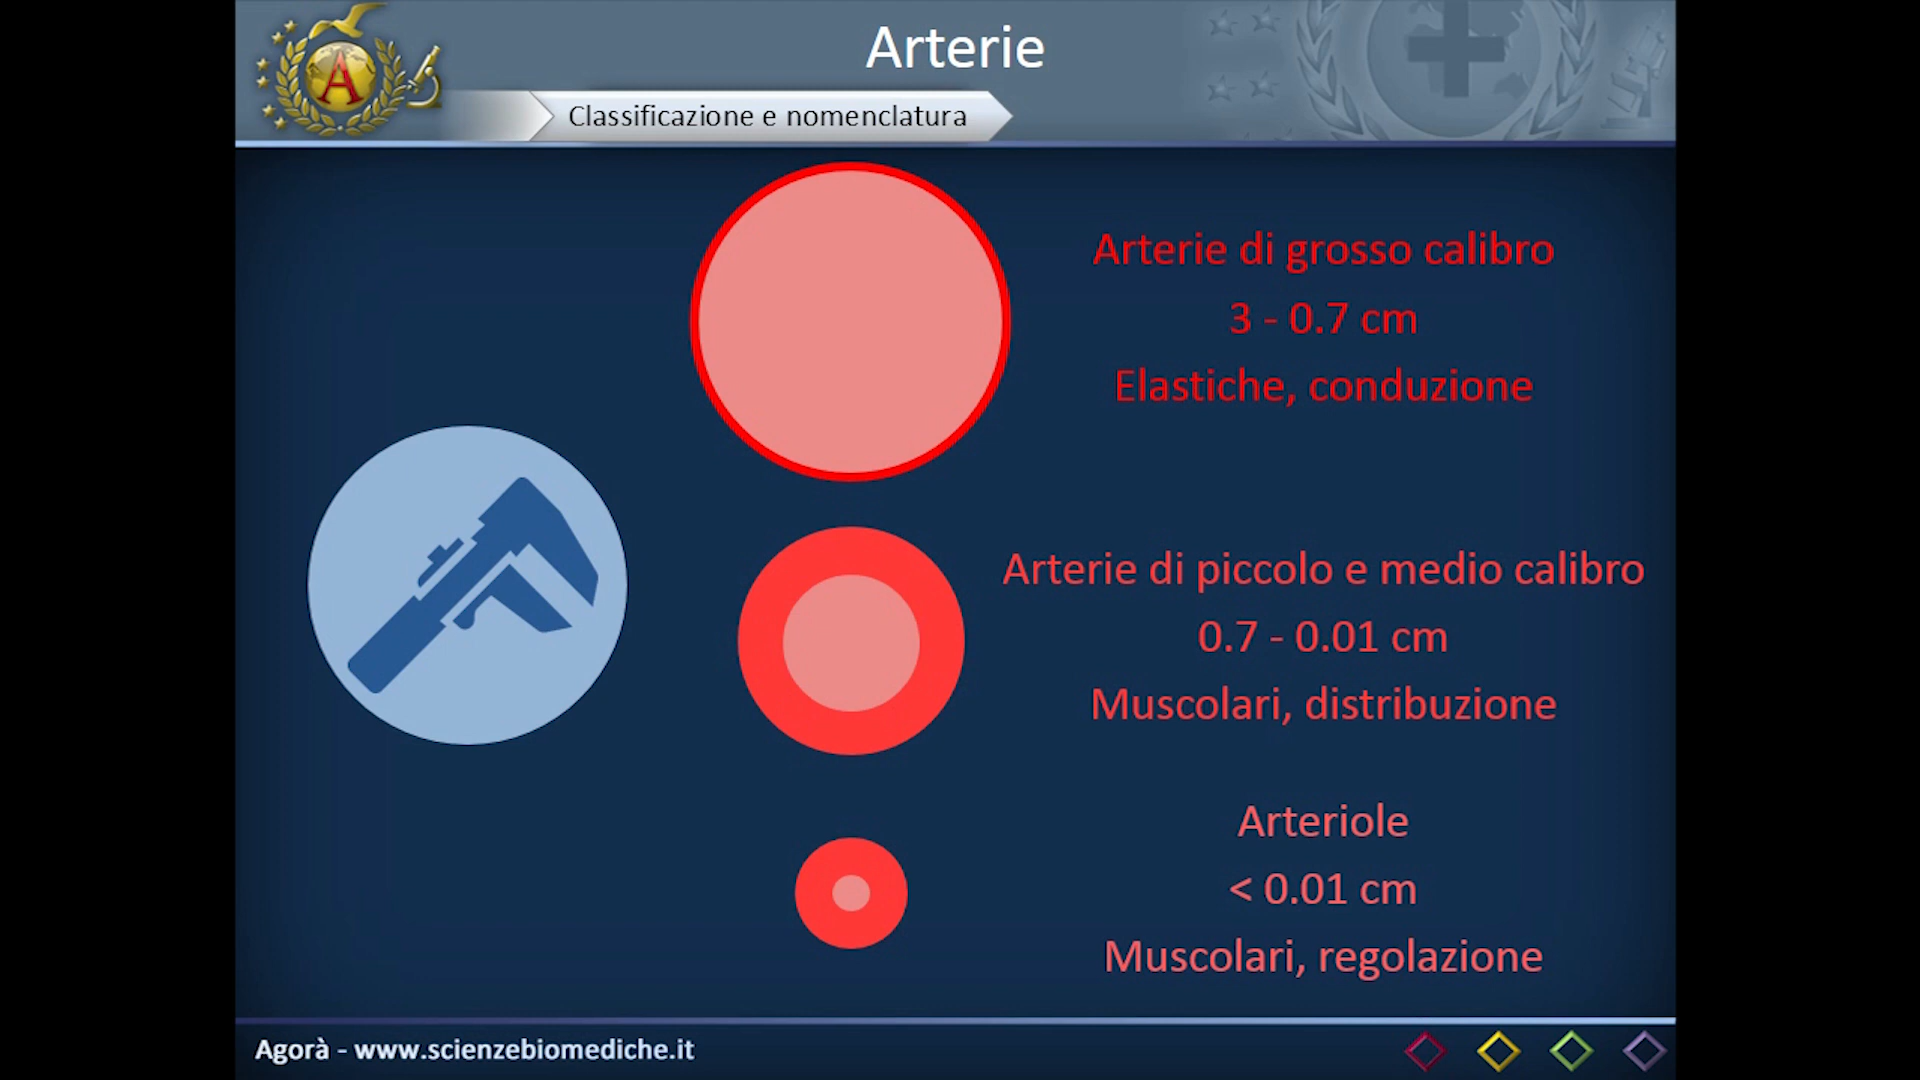 Arterie
Classificazione e nomenclatura
A
Arterie di grosso calibro
3 - 0.7 cm
Elastiche, conduzione
Arterie di piccolo e medio calibro
0.7 - 0.01 cm
Muscolari, distribuzione
Arteriole
< 0.01 cm
Muscolari, regolazione
Agorà - www.scienzebiomediche.it